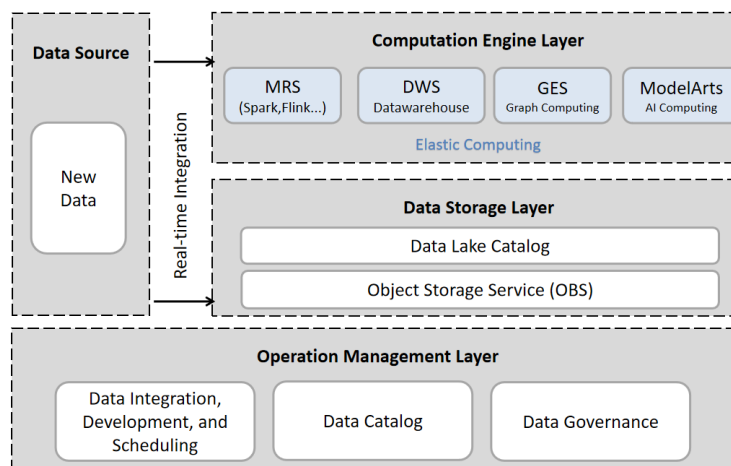 Data Source
New
Data
Real-time Integration
Computation Engine Layer
MRS
(Spark,Flink...)
DWS
Datawarehouse
GES
Graph Computing
ModelArts
AI Computing
Elastic Computing
Data Storage Layer
Data Lake Catalog
Object Storage Service (OBS)
Operation Management Layer
Data Integration,
Development, and
Scheduling
Data Catalog
Data Governance